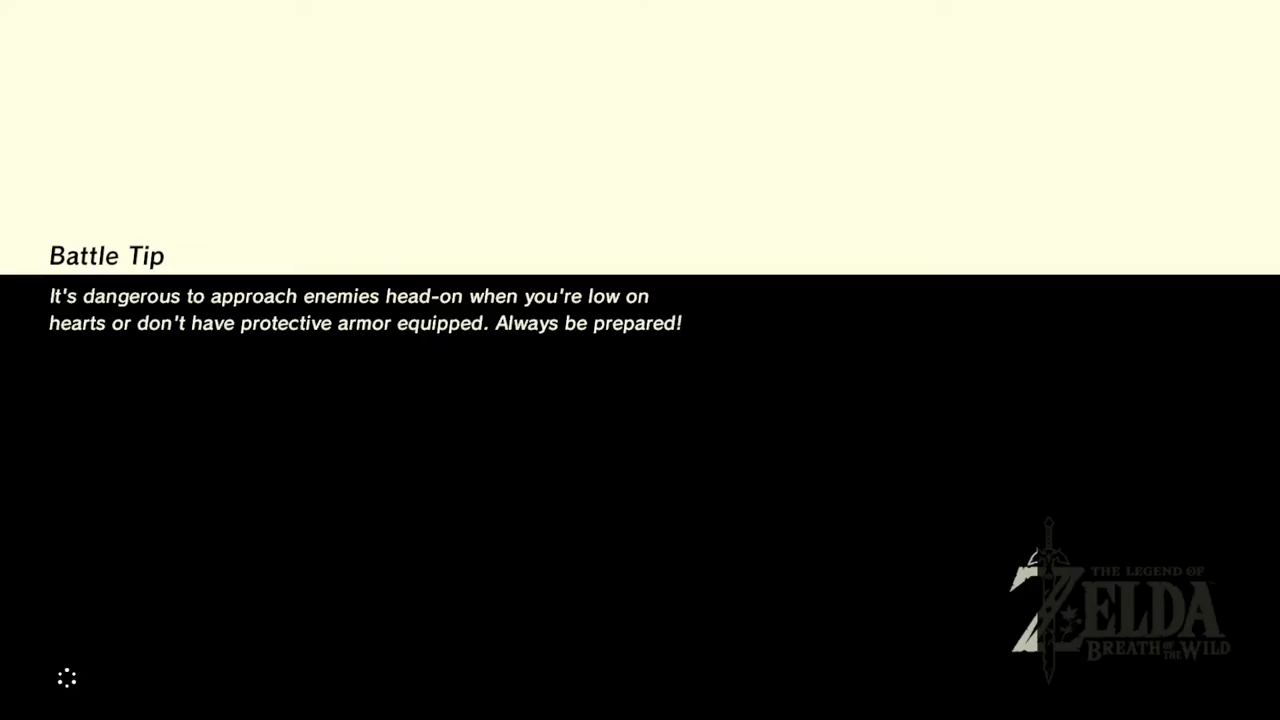 Battle Tip
It's dangerous to approach enemies head-on when you're low on
hearts or don't have protective armor equipped. Always be prepared!
THE LEGEND OF
ZELDA
BREATH OF THE WILD